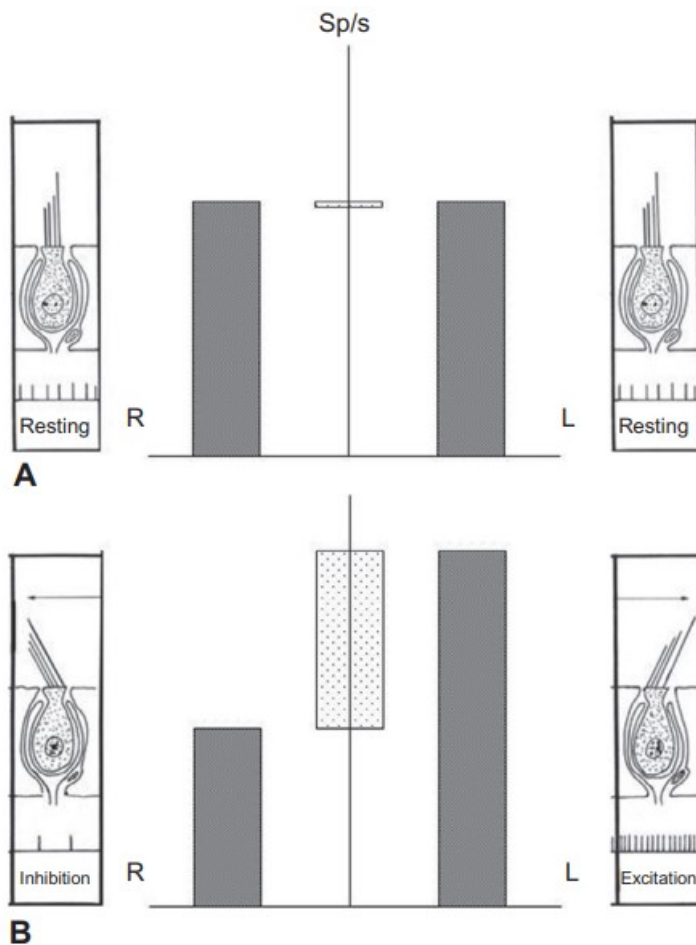 Sp/s
Resting
R
L
Resting
A
Inhibition
R
L
Excitation
B